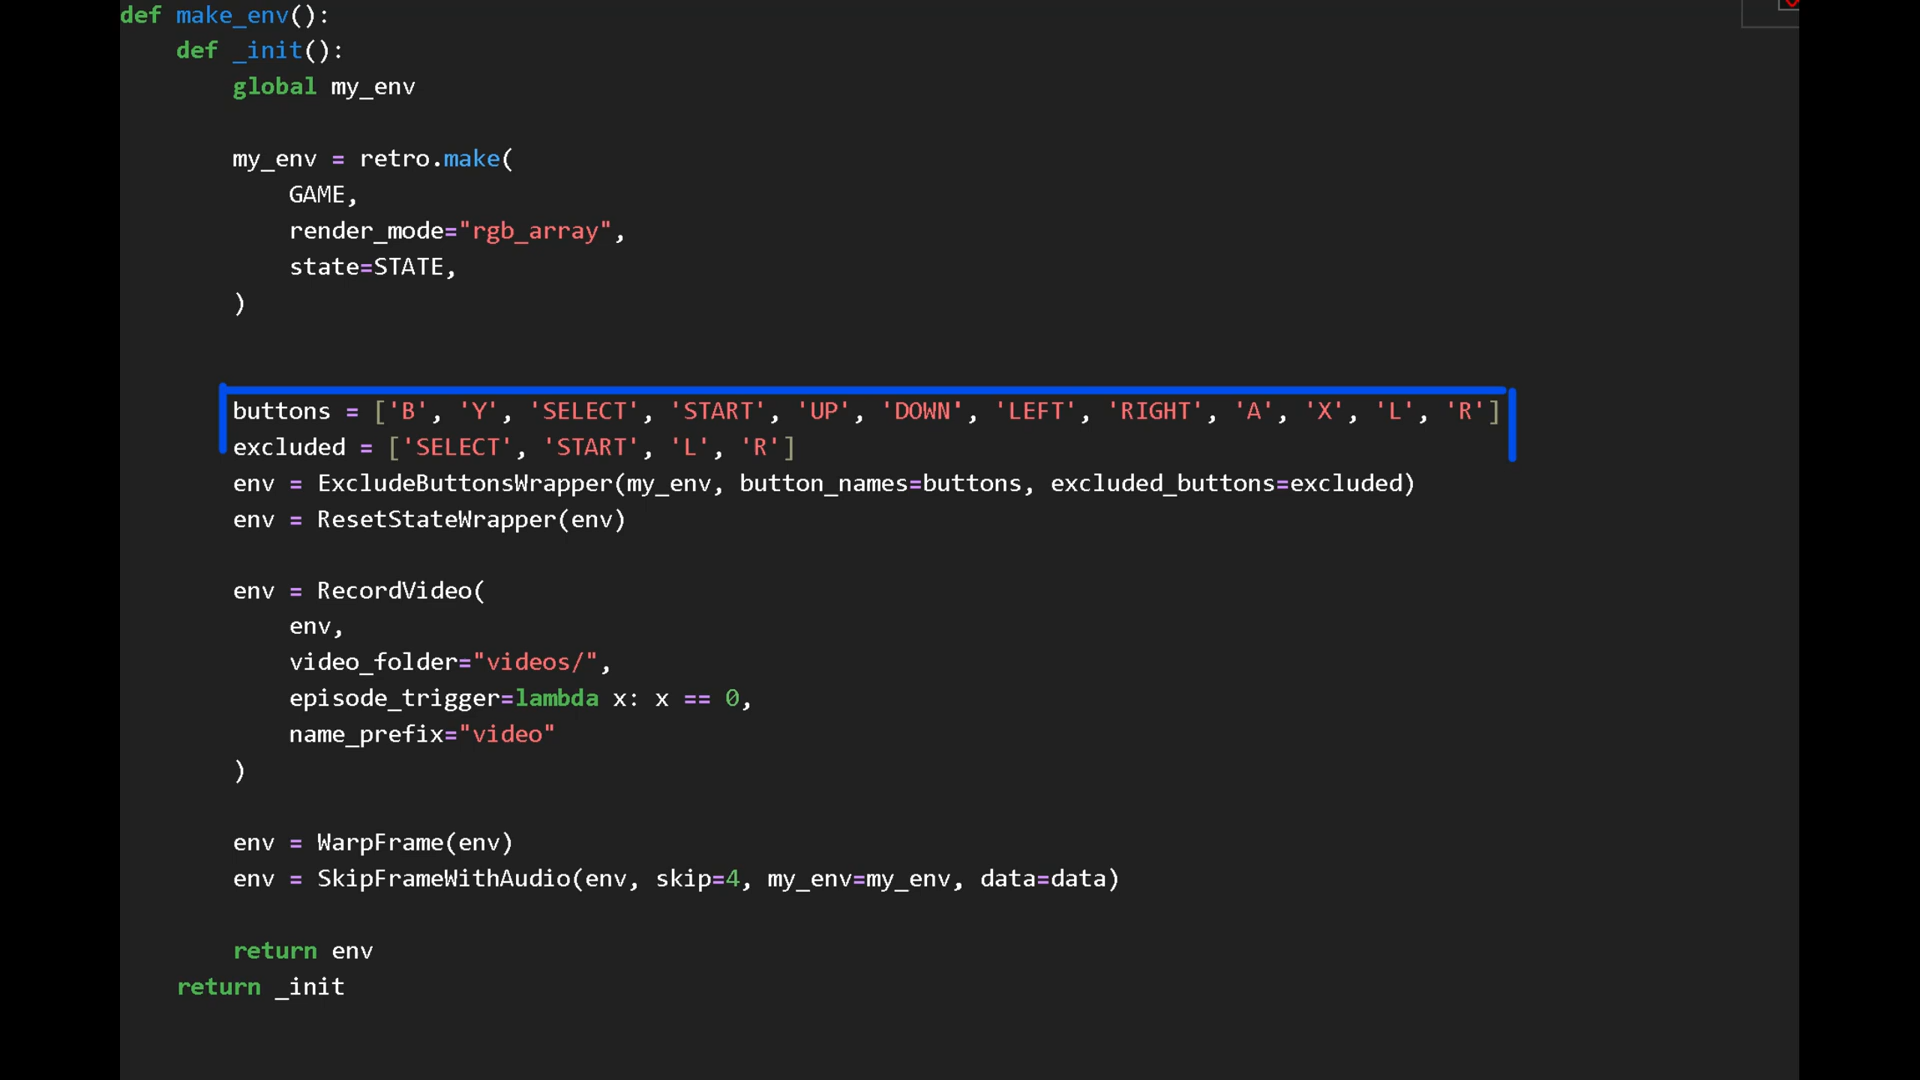 def make_env():
def _init():
global my_env
my_env = retro.make(
GAME,
render_mode="rgb_array",
state=STATE,
)
buttons = ['B', 'Y', 'SELECT', 'START', 'UP', 'DOWN', 'LEFT', 'RIGHT', 'A', 'X', 'L', 'R']
excluded = ['SELECT', 'START', 'L', 'R']
env = ExcludeButtonsWrapper(my_env, button_names=buttons, excluded_buttons=excluded)
env = ResetStateWrapper(env)
env = RecordVideo(
env,
video_folder="videos/",
episode_trigger=lambda x: x == 0,
name_prefix="video"
)
env = WarpFrame(env)
env = SkipFrameWithAudio(env, skip=4, my_env=my_env, data=data)
return env
return _init